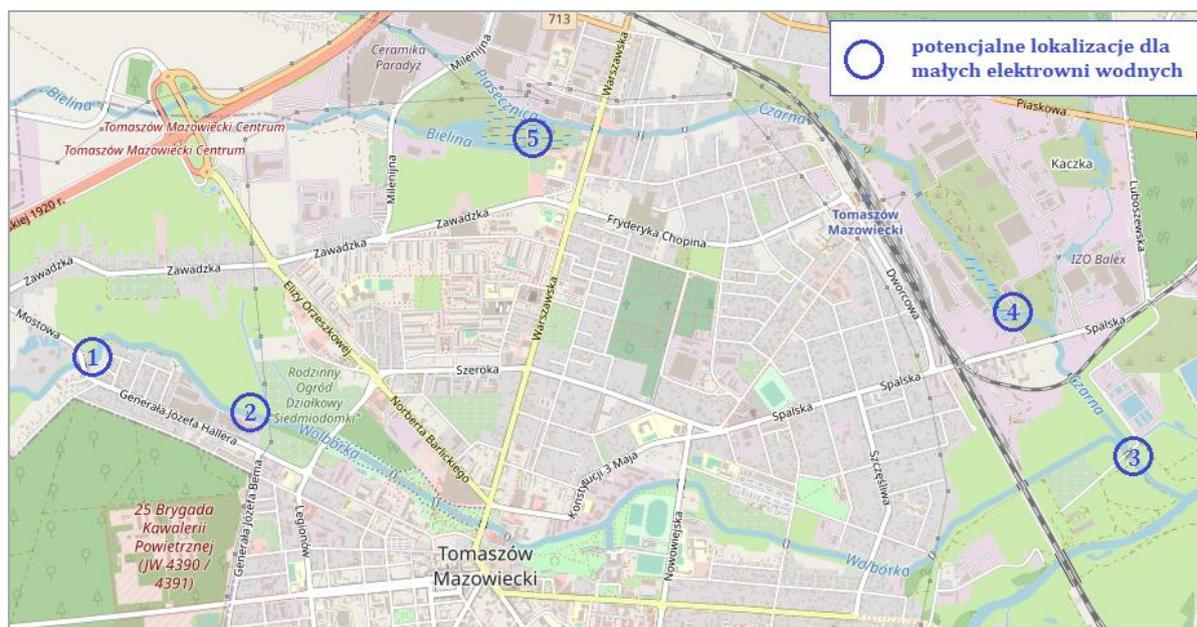 potencjalne lokalizacje dla
małych elektrowni wodnych
713
Ceramika
Paradyż
Milenijna
Piasecznica
Warszawska
Czarna
Piaskowa
Bielina
Tomaszów Mazowiecki Centrum
Tomaszów Mazowiecki Centrum
Bielina
5
Milenijna
Kaczka
Luboszewska
skiej 1920 r.
Zawadzka
Zawadzka
Zawadzka
Zawadzka
Fryderyka Chopina
Tomaszów
Mazowiecki
IZO Balex
Dworcowa
Elizy Orzeszkowej
Warszawska
4
Spalska
Mostowa
1
Szeroka
Rodzinny
Ogród
Działkowy
"Siedmiodomki"
Spalska
Spalska
Czarna
Generała Józefa Hallera
2
Wolbórka
Norberta Barlickiego
Konstytucji 3 Maja
Szczęśliwa
3
25 Brygada
Kawalerii
Powietrznej
(JW 4390 /
4391)
Generała Józefa Bema
Legionów
Nowowiejska
Tomaszów
Mazowiecki
Wolbórka